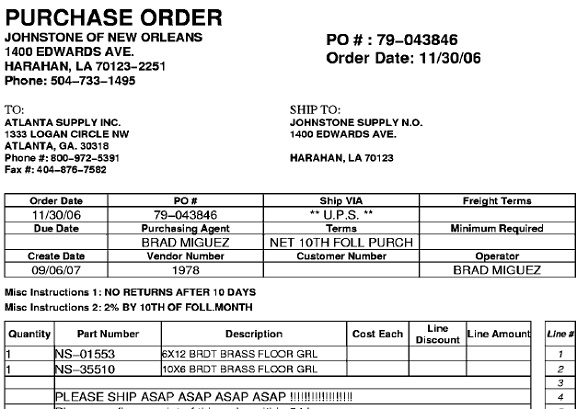 PURCHASE ORDER
JOHNSTONE OF NEW ORLEANS
1400 EDWARDS AVE.
HARAHAN, LA 70123-2251
Phone: 504-733-1495
PO # : 79-043846
Order Date: 11/30/06
TO:
ATLANTA SUPPLY INC.
1333 LOGAN CIRCLE NW
ATLANTA, GA. 30318
Phone #: 800-972-5391
Fax #: 404-876-7582
SHIP TO:
JOHNSTONE SUPPLY N.O.
1400 EDWARDS AVE.
HARAHAN, LA 70123
Order Date PO # Ship VIA Freight Terms
11/30/06 79-043846 ** U.P.S. **
Due Date Purchasing Agent Terms Minimum Required
BRAD MIGUEZ NET 10TH FOLL PURCH
Create Date Vendor Number Customer Number Operator
09/06/07 1978 BRAD MIGUEZ
Misc Instructions 1: NO RETURNS AFTER 10 DAYS
Misc Instructions 2: 2% BY 10TH OF FOLL.MONTH
Quantity Part Number Description Cost Each Line Discount Line Amount Line #
1 NS-01553 6X12 BRDT BRASS FLOOR GRL 1
1 NS-35510 10X6 BRDT BRASS FLOOR GRL 2
3
PLEASE SHIP ASAP ASAP ASAP ASAP !!!!!!!!!!!!!!!!!! 4